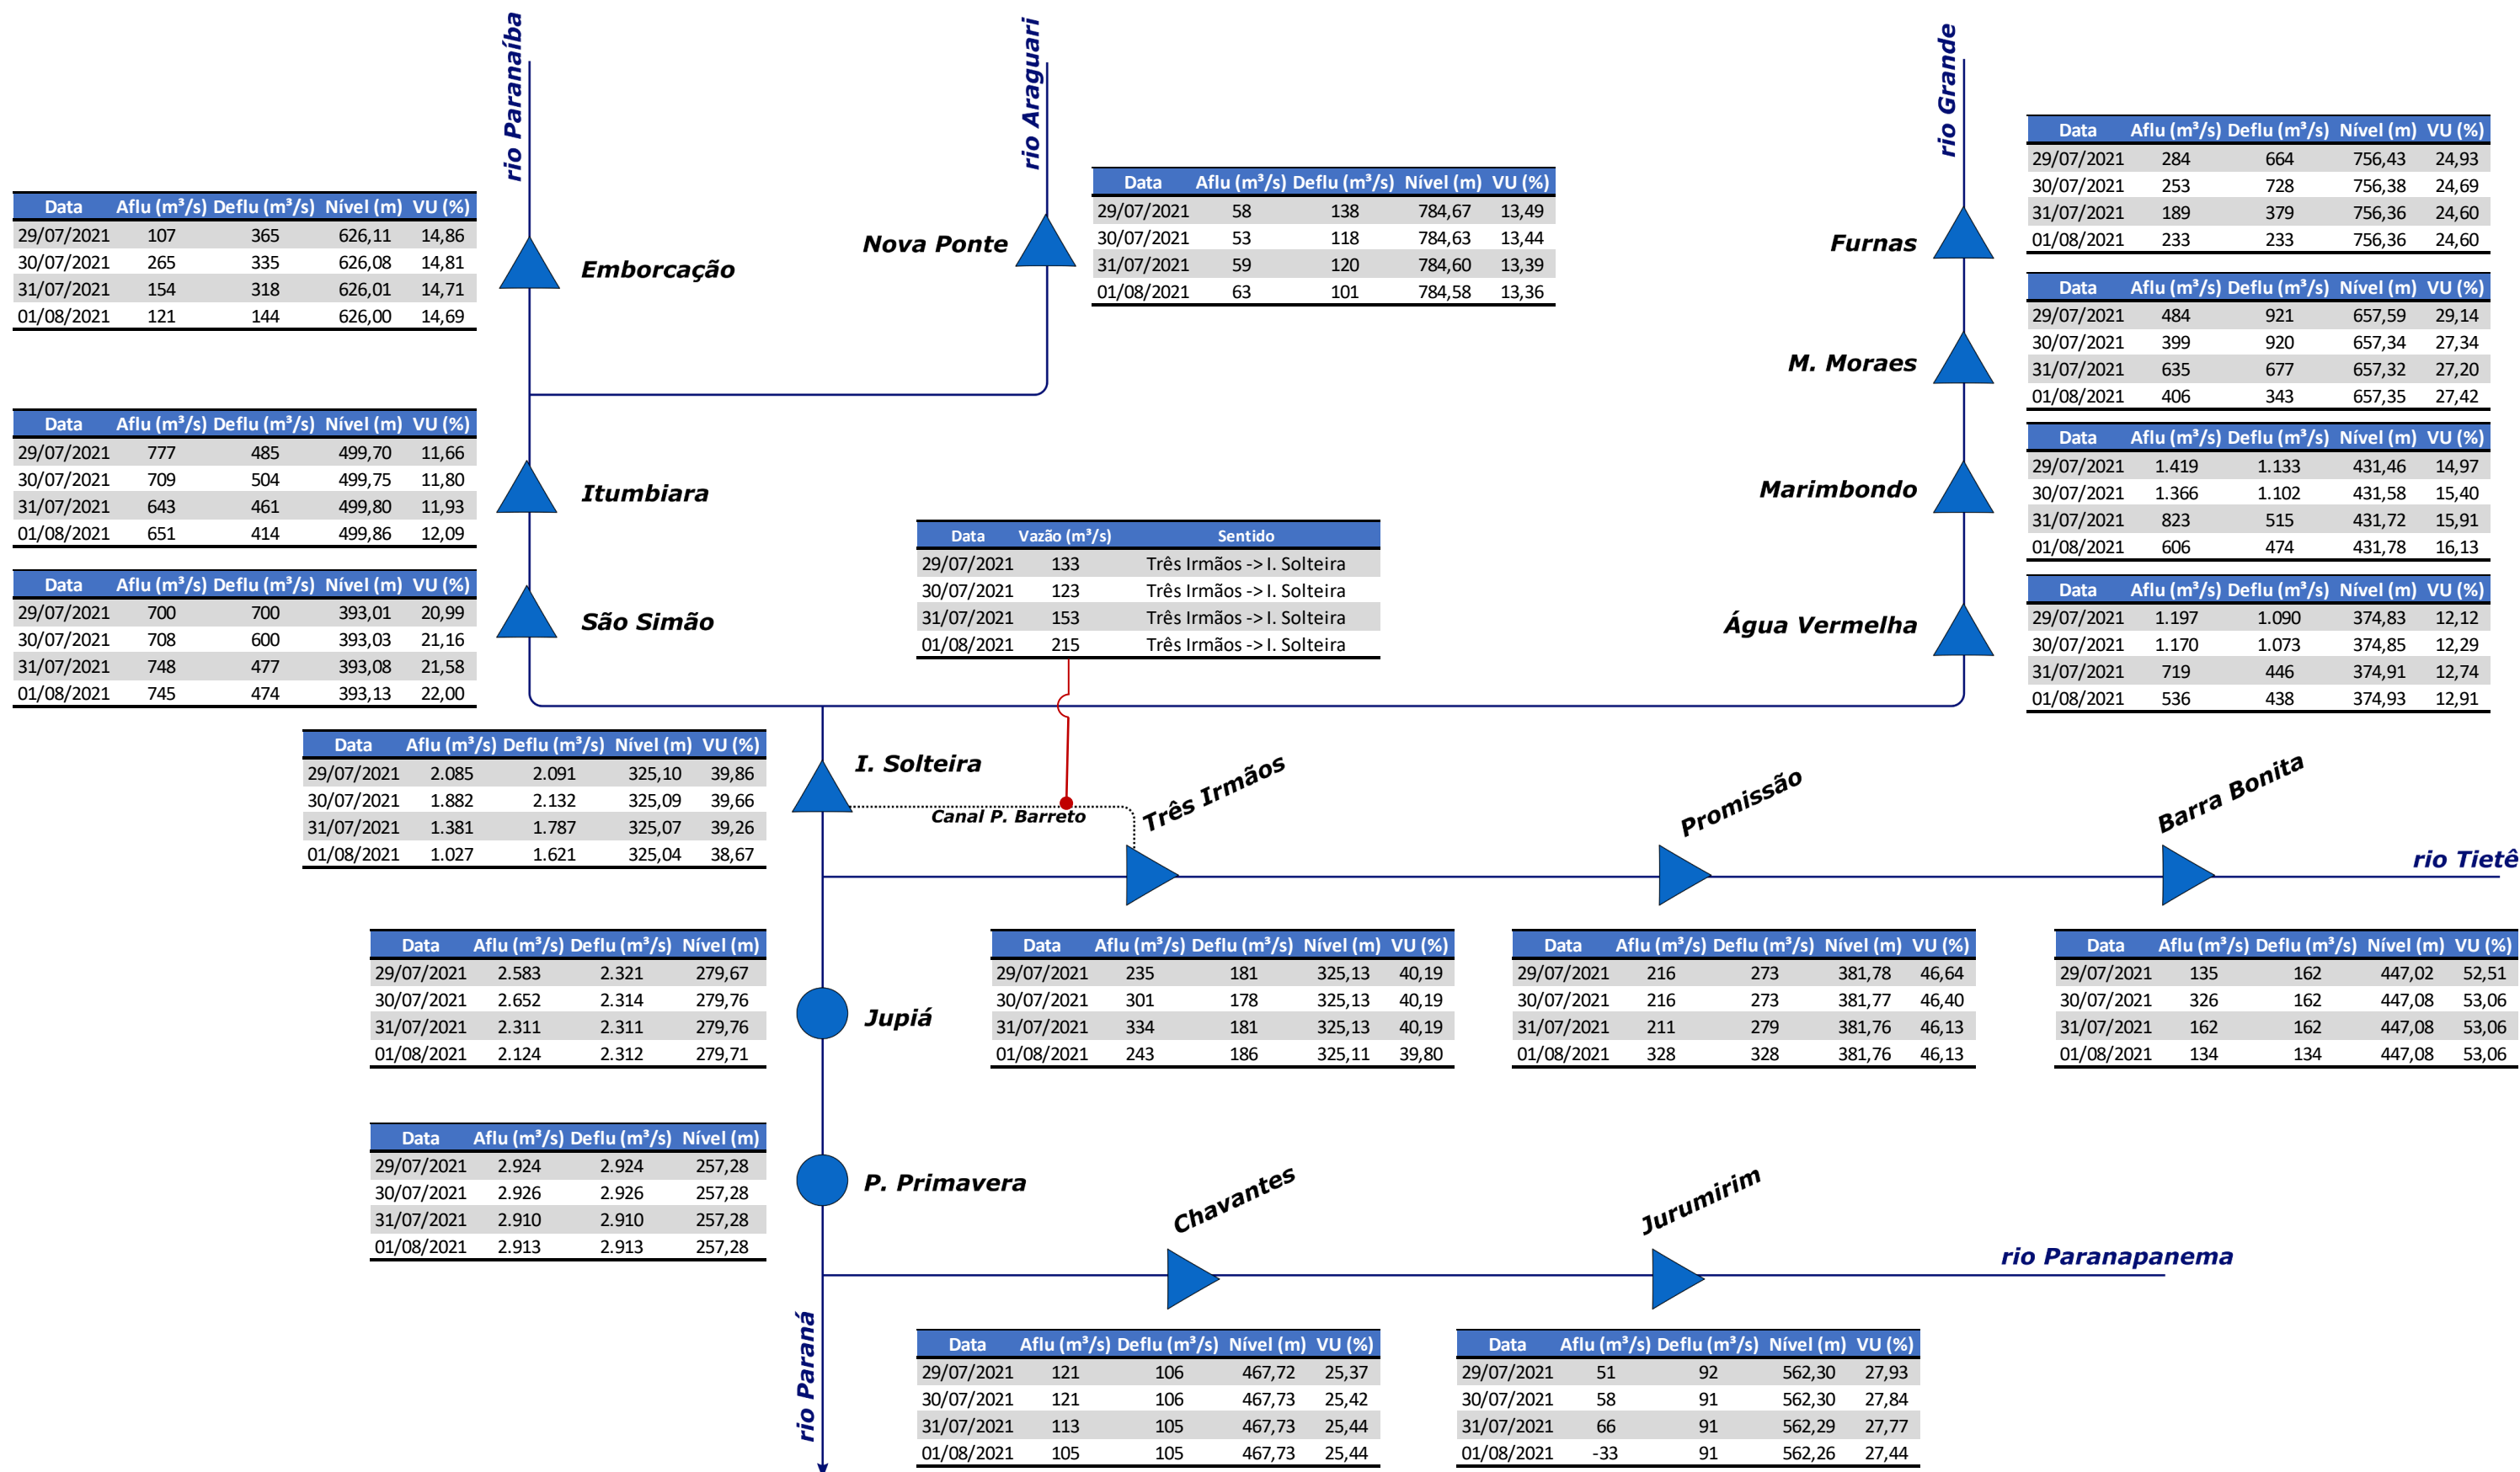 rio Paranaíba
rio Araguari
rio Grande
Data Aflu (m³/s) Deflu (m³/s) Nível (m) VU (%)
29/07/2021 284 664 756,43 24,93
30/07/2021 253 728 756,38 24,69
31/07/2021 189 379 756,36 24,60
01/08/2021 233 233 756,36 24,60
Furnas
Data Aflu (m³/s) Deflu (m³/s) Nível (m) VU (%)
29/07/2021 58 138 784,67 13,49
30/07/2021 53 118 784,63 13,44
31/07/2021 59 120 784,60 13,39
01/08/2021 63 101 784,58 13,36
Nova Ponte
Data Aflu (m³/s) Deflu (m³/s) Nível (m) VU (%)
29/07/2021 107 365 626,11 14,86
30/07/2021 265 335 626,08 14,81
31/07/2021 154 318 626,01 14,71
01/08/2021 121 144 626,00 14,69
Emborcação
Data Aflu (m³/s) Deflu (m³/s) Nível (m) VU (%)
29/07/2021 484 921 657,59 29,14
30/07/2021 399 920 657,34 27,34
31/07/2021 635 677 657,32 27,20
01/08/2021 406 343 657,35 27,42
M. Moraes
Data Aflu (m³/s) Deflu (m³/s) Nível (m) VU (%)
29/07/2021 777 485 499,70 11,66
30/07/2021 709 504 499,75 11,80
31/07/2021 643 461 499,80 11,93
01/08/2021 651 414 499,86 12,09
Itumbiara
Data Aflu (m³/s) Deflu (m³/s) Nível (m) VU (%)
29/07/2021 1.419 1.133 431,46 14,97
30/07/2021 1.366 1.102 431,58 15,40
31/07/2021 823 515 431,72 15,91
01/08/2021 606 474 431,78 16,13
Marimbondo
Data Vazão (m³/s) Sentido
29/07/2021 133 Três Irmãos -> I. Solteira
30/07/2021 123 Três Irmãos -> I. Solteira
31/07/2021 153 Três Irmãos -> I. Solteira
01/08/2021 215 Três Irmãos -> I. Solteira
Data Aflu (m³/s) Deflu (m³/s) Nível (m) VU (%)
29/07/2021 700 700 393,01 20,99
30/07/2021 708 600 393,03 21,16
31/07/2021 748 477 393,08 21,58
01/08/2021 745 474 393,13 22,00
São Simão
Data Aflu (m³/s) Deflu (m³/s) Nível (m) VU (%)
29/07/2021 1.197 1.090 374,83 12,12
30/07/2021 1.170 1.073 374,85 12,29
31/07/2021 719 446 374,91 12,74
01/08/2021 536 438 374,93 12,91
Água Vermelha
Data Aflu (m³/s) Deflu (m³/s) Nível (m) VU (%)
29/07/2021 2.085 2.091 325,10 39,86
30/07/2021 1.882 2.132 325,09 39,66
31/07/2021 1.381 1.787 325,07 39,26
01/08/2021 1.027 1.621 325,04 38,67
I. Solteira
Canal P. Barreto
Três Irmãos
Promissão
Barra Bonita
rio Tietê
Data Aflu (m³/s) Deflu (m³/s) Nível (m)
29/07/2021 2.583 2.321 279,67
30/07/2021 2.652 2.314 279,76
31/07/2021 2.311 2.311 279,76
01/08/2021 2.124 2.312 279,71
Jupiá
Data Aflu (m³/s) Deflu (m³/s) Nível (m) VU (%)
29/07/2021 235 181 325,13 40,19
30/07/2021 301 178 325,13 40,19
31/07/2021 334 181 325,13 40,19
01/08/2021 243 186 325,11 39,80
Data Aflu (m³/s) Deflu (m³/s) Nível (m) VU (%)
29/07/2021 216 273 381,78 46,64
30/07/2021 216 273 381,77 46,40
31/07/2021 211 279 381,76 46,13
01/08/2021 328 328 381,76 46,13
Data Aflu (m³/s) Deflu (m³/s) Nível (m) VU (%)
29/07/2021 135 162 447,02 52,51
30/07/2021 326 162 447,08 53,06
31/07/2021 162 162 447,08 53,06
01/08/2021 134 134 447,08 53,06
Data Aflu (m³/s) Deflu (m³/s) Nível (m)
29/07/2021 2.924 2.924 257,28
30/07/2021 2.926 2.926 257,28
31/07/2021 2.910 2.910 257,28
01/08/2021 2.913 2.913 257,28
P. Primavera
Chavantes
Jurumirim
rio Paranapanema
rio Paraná
Data Aflu (m³/s) Deflu (m³/s) Nível (m) VU (%)
29/07/2021 121 106 467,72 25,37
30/07/2021 121 106 467,73 25,42
31/07/2021 113 105 467,73 25,44
01/08/2021 105 105 467,73 25,44
Data Aflu (m³/s) Deflu (m³/s) Nível (m) VU (%)
29/07/2021 51 92 562,30 27,93
30/07/2021 58 91 562,30 27,84
31/07/2021 66 91 562,29 27,77
01/08/2021 -33 91 562,26 27,44